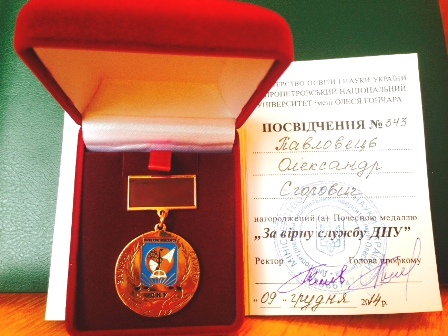 МІНІСТЕРСТВО ОСВІТИ І НАУКИ УКРАЇНИ
ДНІПРОПЕТРОВСЬКИЙ НАЦІОНАЛЬНИЙ
УНІВЕРСИТЕТ імені ОЛЕСЯ ГОНЧАРА
ПОСВІДЧЕННЯ № 343
Павловець
Олександр
Єгорович
нагороджений (а) Почесною медаллю
„За вірну службу ДНУ"
Ректор Голова профкому
"09" грудня 2014р.